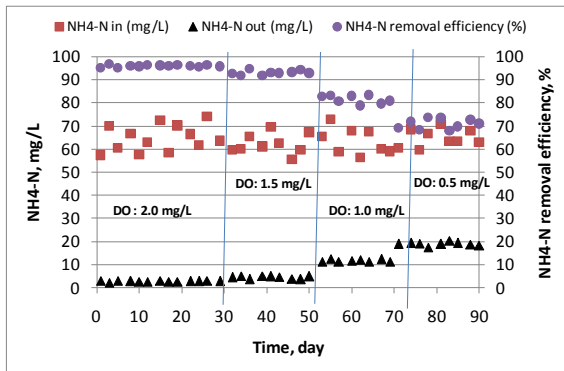 NH4-N in (mg/L) NH4-N out (mg/L) NH4-N removal efficiency (%)
100 100
90 90
80 80
70 70
60 60
50 50
40 40
30 30
20 20
10 10
0 0
NH4-N, mg/L
NH4-N removal efficiency, %
DO : 2.0 mg/L
DO: 1.5 mg/L
DO : 1.0 mg/L
DO : 0.5 mg/L
0 10 20 30 40 50 60 70 80 90
Time, day